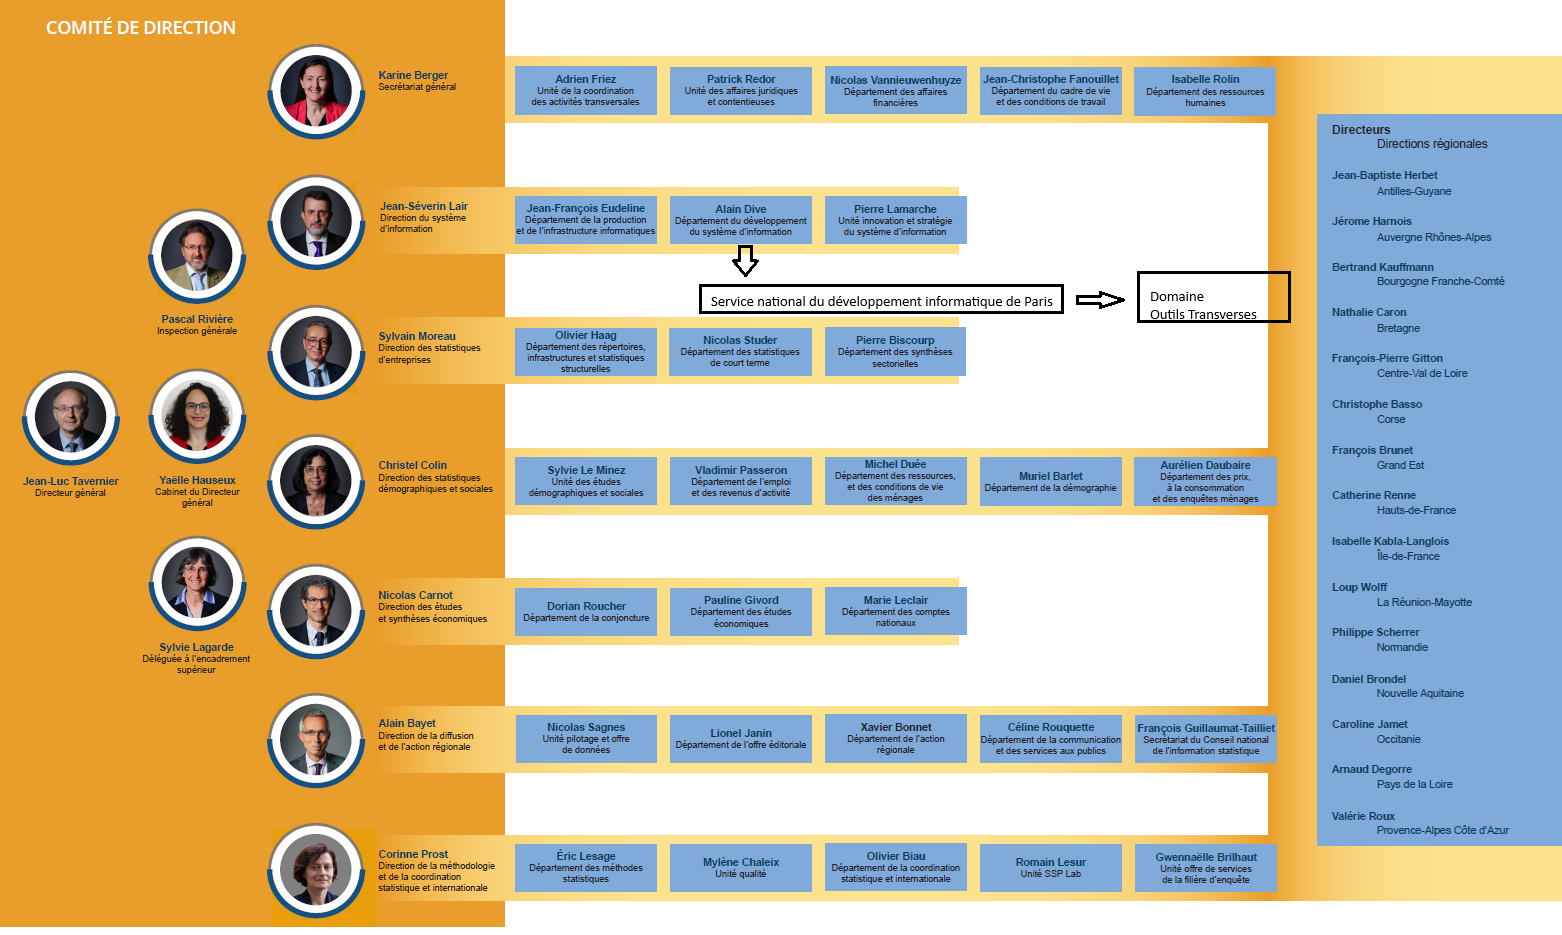 COMITÉ DE DIRECTION
Jean-Luc Tavernier
Directeur général
Pascal Rivière
Inspection générale
Yaëlle Hauseux
Cabinet du Directeur
général
Sylvie Lagarde
Déléguée à l'encadrement
supérieur
Karine Berger
Secrétariat général
Adrien Friez
Unité de la coordination
des activités transversales
Patrick Redor
Unité des affaires juridiques
et contentieuses
Nicolas Vannieuwenhuyze
Département des affaires
financières
Jean-Christophe Fanouillet
Département du cadre de vie
et des conditions de travail
Isabelle Rolin
Département des ressources
humaines
Jean-Séverin Lair
Direction du système
d'information
Jean-François Eudeline
Département de la production
et de l'infrastructure informatiques
Alain Dive
Département du développement
du système d'information
Pierre Lamarche
Unité innovation et stratégie
du système d'information
Service national du développement informatique de Paris
Domaine
Outils Transverses
Sylvain Moreau
Direction des statistiques
d'entreprises
Olivier Haag
Département des répertoires,
infrastructures et statistiques
structurelles
Nicolas Studer
Département des statistiques
de court terme
Pierre Biscourp
Département des synthèses
sectorielles
Christel Colin
Direction des statistiques
démographiques et sociales
Sylvie Le Minez
Unité des études
démographiques et sociales
Vladimir Passeron
Département de l'emploi
et des revenus d'activité
Michel Duée
Département des ressources,
et des conditions de vie
des ménages
Muriel Barlet
Département de la démographie
Aurélien Daubaire
Département des prix,
à la consommation
et des enquêtes ménages
Nicolas Carnot
Direction des études
et synthèses économiques
Dorian Roucher
Département de la conjoncture
Pauline Givord
Département des études
économiques
Marie Leclair
Département des comptes
nationaux
Alain Bayet
Direction de la diffusion
et de l'action régionale
Nicolas Sagnes
Unité pilotage et offre
de données
Lionel Janin
Département de l'offre éditoriale
Xavier Bonnet
Département de l'action
régionale
Céline Rouquette
Département de la communication
et des services aux publics
François Guillaumat-Tailliet
Secrétariat du Conseil national
de l'information statistique
Corinne Prost
Direction de la méthodologie
et de la coordination
statistique et internationale
Éric Lesage
Département des méthodes
statistiques
Mylène Chaleix
Unité qualité
Olivier Biau
Département de la coordination
statistique et internationale
Romain Lesur
Unité SSP Lab
Gwennaëlle Brilhaut
Unité offre de services
de la filière d'enquête
Directeurs
Directions régionales
Jean-Baptiste Herbet
Antilles-Guyane
Jérome Harnois
Auvergne Rhônes-Alpes
Bertrand Kauffmann
Bourgogne Franche-Comté
Nathalie Caron
Bretagne
François-Pierre Gitton
Centre-Val de Loire
Christophe Basso
Corse
François Brunet
Grand Est
Catherine Renne
Hauts-de-France
Isabelle Kabla-Langlois
Île-de-France
Loup Wolff
La Réunion-Mayotte
Philippe Scherrer
Normandie
Daniel Brondel
Nouvelle Aquitaine
Caroline Jamet
Occitanie
Arnaud Degorre
Pays de la Loire
Valérie Roux
Provence-Alpes Côte d'Azur